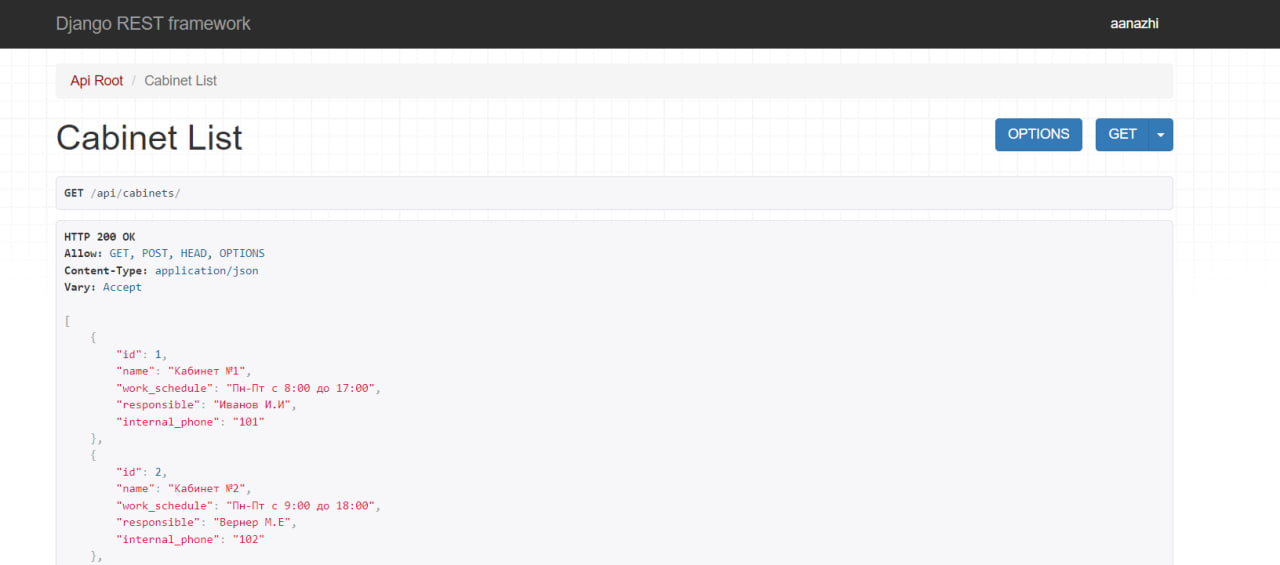 Django REST framework
aanazhi
Api Root / Cabinet List
Cabinet List
OPTIONS
GET
GET /api/cabinets/
HTTP 200 OK
Allow: GET, POST, HEAD, OPTIONS
Content-Type: application/json
Vary: Accept
[
    {
        "id": 1,
        "name": "Кабинет №1",
        "work_schedule": "Пн-Пт с 8:00 до 17:00",
        "responsible": "Иванов И.И",
        "internal_phone": "101"
    },
    {
        "id": 2,
        "name": "Кабинет №2",
        "work_schedule": "Пн-Пт с 9:00 до 18:00",
        "responsible": "Вернер М.Е",
        "internal_phone": "102"
    },